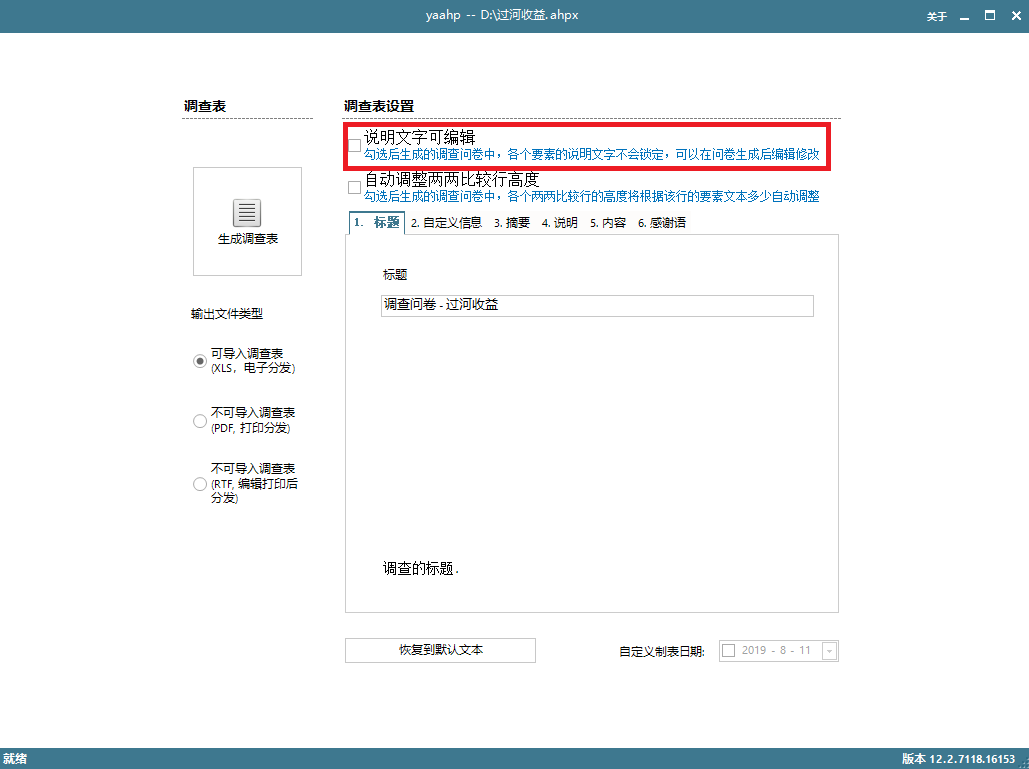 yaahp -- D:\过河收益.ahpx
关于
调查表
调查表设置
说明文字可编辑
勾选后生成的调查问卷中，各个要素的说明文字不会锁定，可以在问卷生成后编辑修改
自动调整两两比较行高度
勾选后生成的调查问卷中，各个两两比较行的高度将根据该行的要素文本多少自动调整
生成调查表
1. 标题 2. 自定义信息 3. 摘要 4. 说明 5. 内容 6. 感谢语
标题
调查问卷 - 过河收益
输出文件类型
可导入调查表
(XLS，电子分发)
不可导入调查表
(PDF, 打印分发)
不可导入调查表
(RTF, 编辑打印后
分发)
调查的标题.
恢复到默认文本
自定义制表日期:
2019 - 8 - 11
就绪
版本 12.2.7118.16153